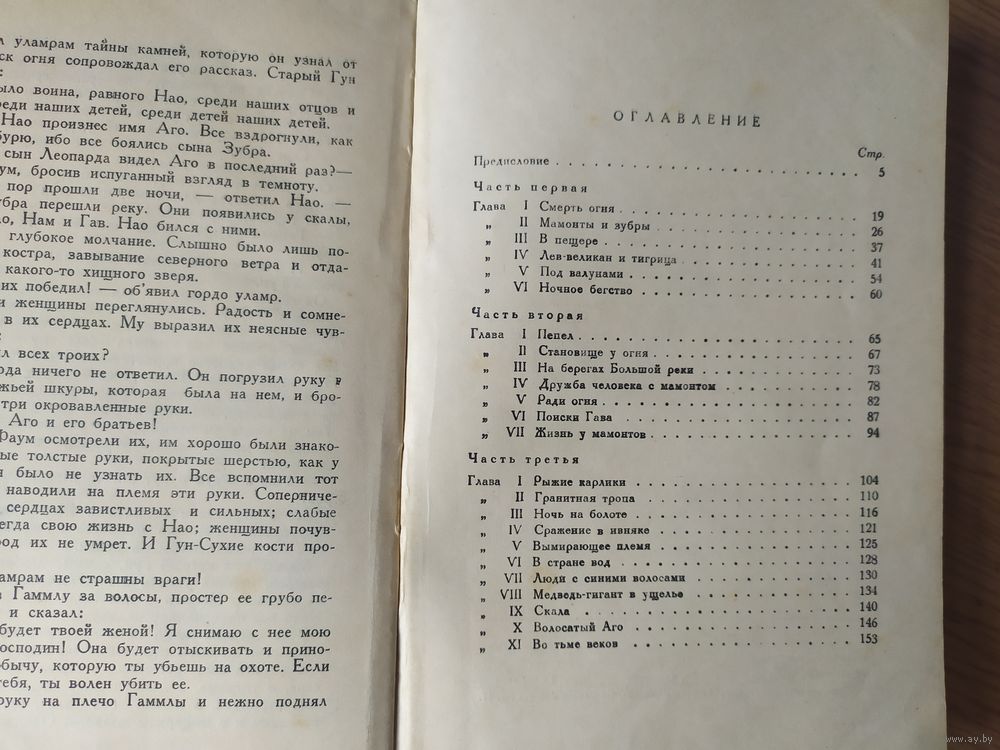 л уламрам тайны камней, которую он узнал от
ск огня сопровождал его рассказ. Старый Гун
:
ыло воина, равного Нао, среди наших отцов и
реди наших детей, среди детей наших детей.
Нао произнес имя Аго. Все вздрогнули, как
бурю, ибо все боялись сына Зубра.
сын Леопарда видел Аго в последний раз?—
ум, бросив испуганный взгляд в темноту.
пор прошли две ночи, — ответил Нао. —
убра перешли реку. Они появились у скалы,
о, Нам и Гав. Нао бился с ними.
глубокое молчание. Слышно было лишь по-
костра, завывание северного ветра и отда-
какого-то хищного зверя.
их победил! — об'явил гордо уламр.
и женщины переглянулись. Радость и сомне-
в их сердцах. Му выразил их неясные чув-
:
л всех троих?
рда ничего не ответил. Он погрузил руку в
жьей шкуры, которая была на нем, и бро-
три окровавленные руки.
Аго и его братьев!
Фаум осмотрели их, им хорошо были знако-
ые толстые руки, покрытые шерстью, как у
я было не узнать их. Все вспомнили тот
наводили на племя эти руки. Соперниче-
сердцах завистливых и сильных; слабые
егда свою жизнь с Нао; женщины почув-
род их не умрет. И Гун-Сухие кости про-
амрам не страшны враги!
в Гаммлу за волосы, простер ее грубо пе-
и сказал:
будет твоей женой! Я снимаю с нее мою
осподин! Она будет отыскивать и прино-
обычу, которую ты убьешь на охоте. Если
ебя, ты волен убить ее.
руку на плечо Гаммлы и нежно поднял
ОГЛАВЛЕНИЕ
Стр.
Предисловие . . . . . . . . . . . . . . . . . . 5
Часть первая
Глава I Смерть огня . . . . . . . . . . . . . . 19
„ II Мамонты и зубры . . . . . . . . . . . . 26
„ III В пещере . . . . . . . . . . . . . . . 37
„ IV Лев-великан и тигрица . . . . . . . . . 41
„ V Под валунами . . . . . . . . . . . . . . 54
„ VI Ночное бегство . . . . . . . . . . . . . 60
Часть вторая
Глава I Пепел . . . . . . . . . . . . . . . . . 65
„ II Становище у огня . . . . . . . . . . . . 67
„ III На берегах Большой реки . . . . . . . . 73
„ IV Дружба человека с мамонтом . . . . . . . 78
„ V Ради огня . . . . . . . . . . . . . . . 82
„ VI Поиски Гава . . . . . . . . . . . . . . 87
„ VII Жизнь у мамонтов . . . . . . . . . . . 94
Часть третья
Глава I Рыжие карлики . . . . . . . . . . . . . 104
„ II Гранитная тропа . . . . . . . . . . . . 110
„ III Ночь на болоте . . . . . . . . . . . . 116
„ IV Сражение в ивняке . . . . . . . . . . . 121
„ V Вымирающее племя . . . . . . . . . . . . 125
„ VI В стране вод . . . . . . . . . . . . . . 128
„ VII Люди с синими волосами . . . . . . . . . 130
„ VIII Медведь-гигант в ущелье . . . . . . . . 134
„ IX Скала . . . . . . . . . . . . . . . . . 140
„ X Волосатый Аго . . . . . . . . . . . . . . 146
„ XI Во тьме веков . . . . . . . . . . . . . 153
www.ay.by